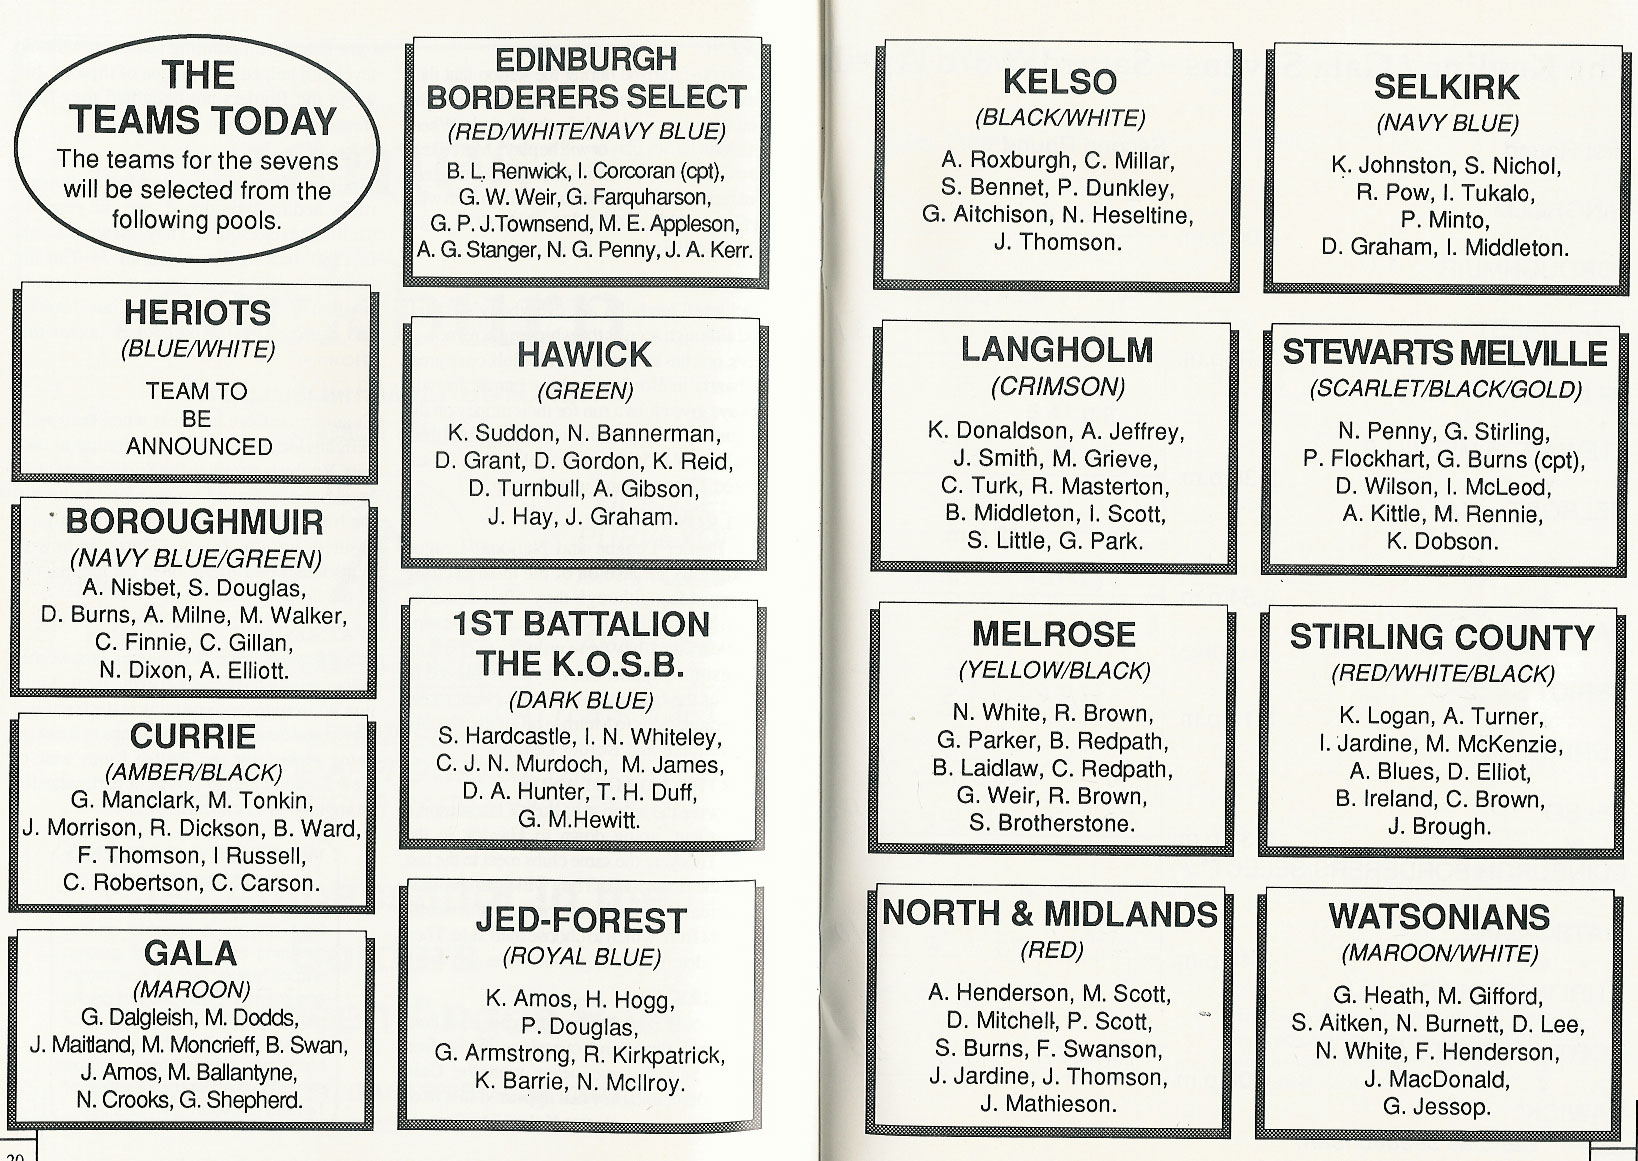 THE
TEAMS TODAY
The teams for the sevens
will be selected from the
following pools.
HERIOTS
(BLUE/WHITE)
TEAM TO
BE
ANNOUNCED
BOROUGHMUIR
(NAVY BLUE/GREEN)
A. Nisbet, S. Douglas,
D. Burns, A. Milne, M. Walker,
C. Finnie, C. Gillan,
N. Dixon, A. Elliott.
CURRIE
(AMBER/BLACK)
G. Manclark, M. Tonkin,
J. Morrison, R. Dickson, B. Ward,
F. Thomson, I Russell,
C. Robertson, C. Carson.
GALA
(MAROON)
G. Dalgleish, M. Dodds,
J. Maitland, M. Moncrieff, B. Swan,
J. Amos, M. Ballantyne,
N. Crooks, G. Shepherd.
EDINBURGH
BORDERERS SELECT
(RED/WHITE/NAVY BLUE)
B. L. Renwick, I. Corcoran (cpt),
G. W. Weir, G. Farquharson,
G. P. J.Townsend, M. E. Appleson,
A. G. Stanger, N. G. Penny, J. A. Kerr.
HAWICK
(GREEN)
K. Suddon, N. Bannerman,
D. Grant, D. Gordon, K. Reid,
D. Turnbull, A. Gibson,
J. Hay, J. Graham.
1ST BATTALION
THE K.O.S.B.
(DARK BLUE)
S. Hardcastle, I. N. Whiteley,
C. J. N. Murdoch, M. James,
D. A. Hunter, T. H. Duff,
G. M.Hewitt.
JED-FOREST
(ROYAL BLUE)
K. Amos, H. Hogg,
P. Douglas,
G. Armstrong, R. Kirkpatrick,
K. Barrie, N. McIlroy.
KELSO
(BLACK/WHITE)
A. Roxburgh, C. Millar,
S. Bennet, P. Dunkley,
G. Aitchison, N. Heseltine,
J. Thomson.
LANGHOLM
(CRIMSON)
K. Donaldson, A. Jeffrey,
J. Smith, M. Grieve,
C. Turk, R. Masterton,
B. Middleton, I. Scott,
S. Little, G. Park.
MELROSE
(YELLOW/BLACK)
N. White, R. Brown,
G. Parker, B. Redpath,
B. Laidlaw, C. Redpath,
G. Weir, R. Brown,
S. Brotherstone.
NORTH & MIDLANDS
(RED)
A. Henderson, M. Scott,
D. Mitchell, P. Scott,
S. Burns, F. Swanson,
J. Jardine, J. Thomson,
J. Mathieson.
SELKIRK
(NAVY BLUE)
K. Johnston, S. Nichol,
R. Pow, I. Tukalo,
P. Minto,
D. Graham, I. Middleton.
STEWARTS MELVILLE
(SCARLET/BLACK/GOLD)
N. Penny, G. Stirling,
P. Flockhart, G. Burns (cpt),
D. Wilson, I. McLeod,
A. Kittle, M. Rennie,
K. Dobson.
STIRLING COUNTY
(RED/WHITE/BLACK)
K. Logan, A. Turner,
I. Jardine, M. McKenzie,
A. Blues, D. Elliot,
B. Ireland, C. Brown,
J. Brough.
WATSONIANS
(MAROON/WHITE)
G. Heath, M. Gifford,
S. Aitken, N. Burnett, D. Lee,
N. White, F. Henderson,
J. MacDonald,
G. Jessop.